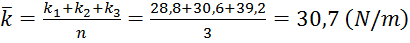 k̄ = (k₁+k₂+k₃)/n = (28,8+30,6+39,2)/3 = 30,7 (N/m)